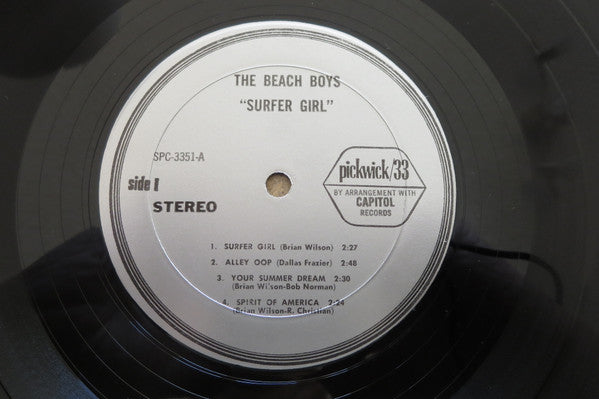 THE BEACH BOYS
"SURFER GIRL"
SPC-3351-A
side 1
STEREO
pickwick/33
BY ARRANGEMENT WITH
CAPITOL
RECORDS
1. SURFER GIRL (Brian Wilson) 2:27
2. ALLEY OOP (Dallas Frazier) 2:48
3. YOUR SUMMER DREAM 2:30
(Brian Wilson-Bob Norman)
4. SPIRIT OF AMERICA 2:24
(Brian Wilson-R. Christian)